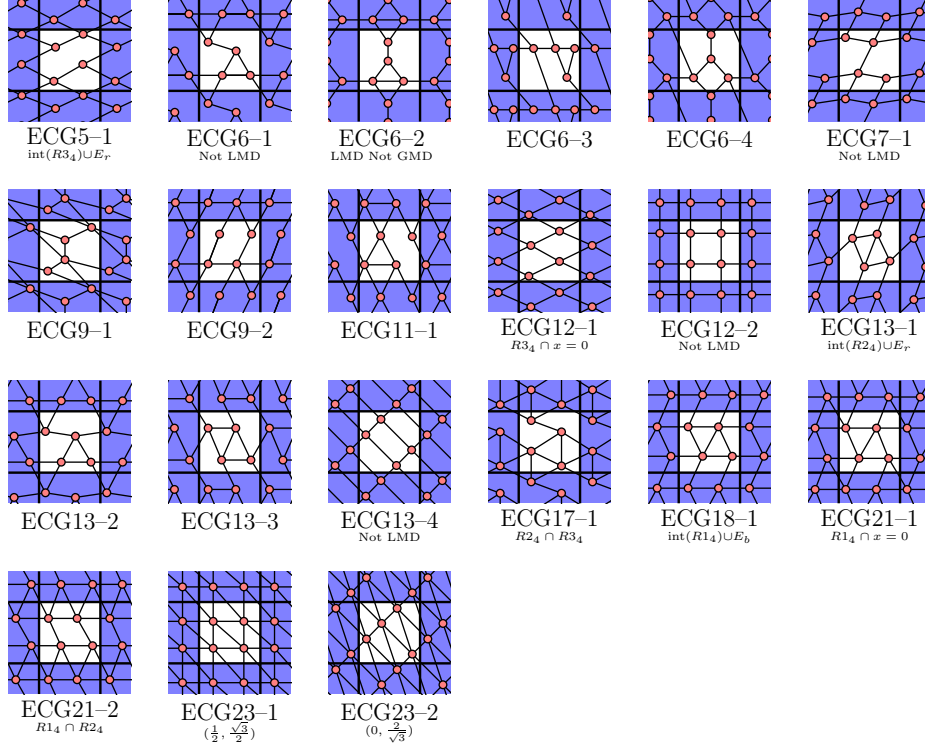 ECG5–1 ECG6–1 ECG6–2 ECG6–3 ECG6–4 ECG7–1
int(R3₄)∪Eᵣ Not LMD LMD Not GMD Not LMD
ECG9–1 ECG9–2 ECG11–1 ECG12–1 ECG12–2 ECG13–1
R3₄ ∩ x = 0 Not LMD int(R2₄)∪Eᵣ
ECG13–2 ECG13–3 ECG13–4 ECG17–1 ECG18–1 ECG21–1
Not LMD R2₄ ∩ R3₄ int(R1₄)∪E_b R1₄ ∩ x = 0
ECG21–2 ECG23–1 ECG23–2
R1₄ ∩ R2₄ (1/2, √3/2) (0, 2/√3)